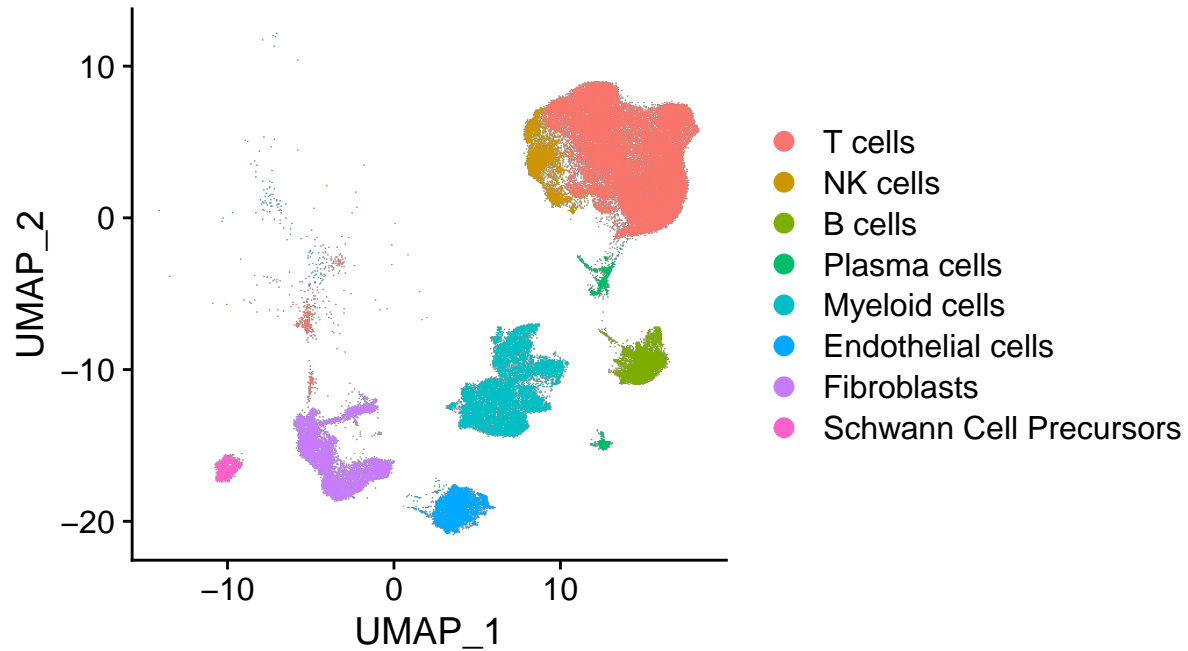 10
0
−10
−20
UMAP_2
−10
0
10
UMAP_1
T cells
NK cells
B cells
Plasma cells
Myeloid cells
Endothelial cells
Fibroblasts
Schwann Cell Precursors